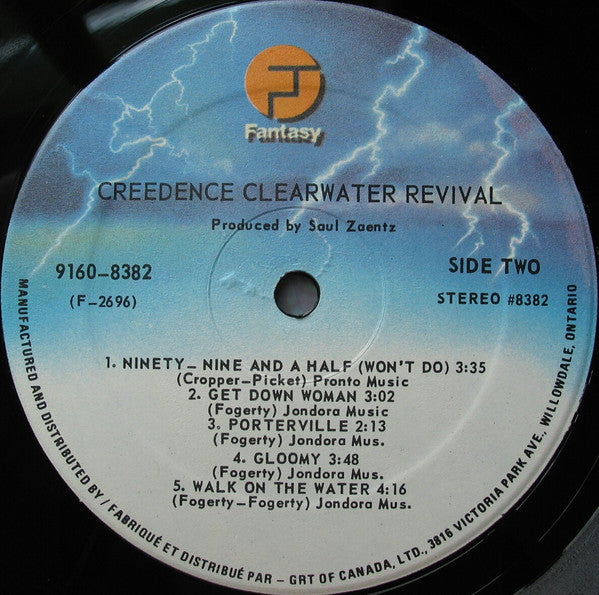 Fantasy
CREEDENCE CLEARWATER REVIVAL
Produced by Saul Zaentz
9160-8382
(F-2696)
SIDE TWO
STEREO #8382
1. NINETY-NINE AND A HALF (WON'T DO) 3:35
(Cropper-Picket) Pronto Music
2. GET DOWN WOMAN 3:02
(Fogerty) Jondora Music
3. PORTERVILLE 2:13
(Fogerty) Jondora Mus.
4. GLOOMY 3:48
(Fogerty) Jondora Mus.
5. WALK ON THE WATER 4:16
(Fogerty-Fogerty) Jondora Mus.
MANUFACTURED AND DISTRIBUTED BY / FABRIQUÉ ET DISTRIBUÉ PAR - GRT OF CANADA, LTD., 3816 VICTORIA PARK AVE., WILLOWDALE, ONTARIO